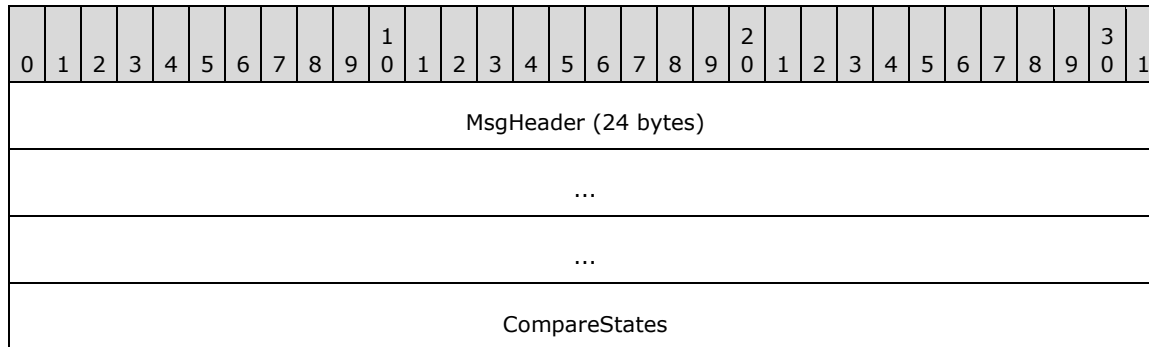 1 2 3
0 1 2 3 4 5 6 7 8 9 0 1 2 3 4 5 6 7 8 9 0 1 2 3 4 5 6 7 8 9 0 1
MsgHeader (24 bytes)
...
...
CompareStates